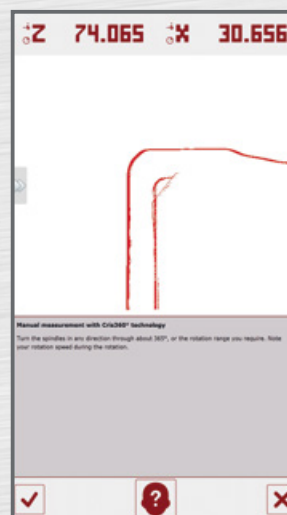 Z 74.065 X 30.656
Manual measurement with Cris360° technology
Turn the spindles in any direction through about 360°, or the rotation range you require. Note
your rotation speed during the rotation.
?